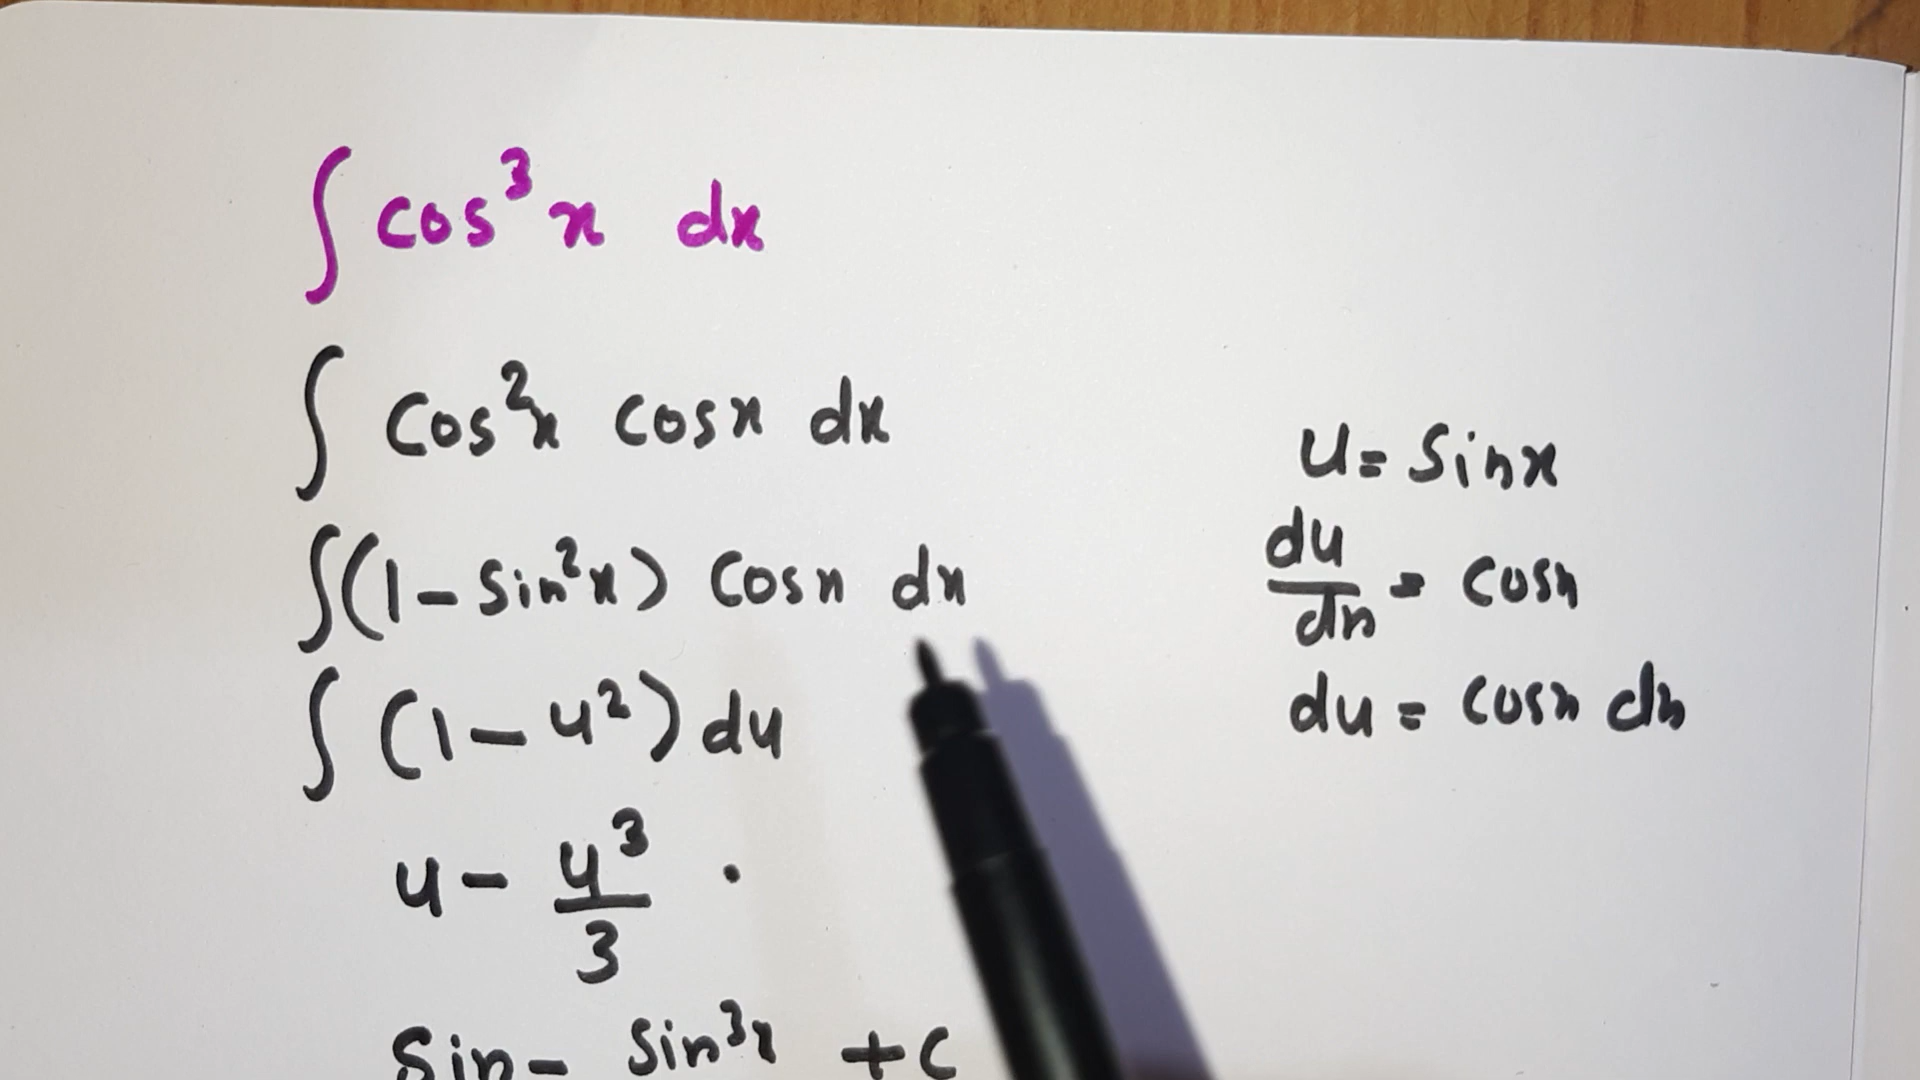 ∫ cos³x dx
∫ cos²x cosx dx
∫(1-sin²x) cosx dx
∫ (1-u²) du
u - u³/3
sin - sin³x +c
u = sinx
du/dx = cosx
du = cosx dx